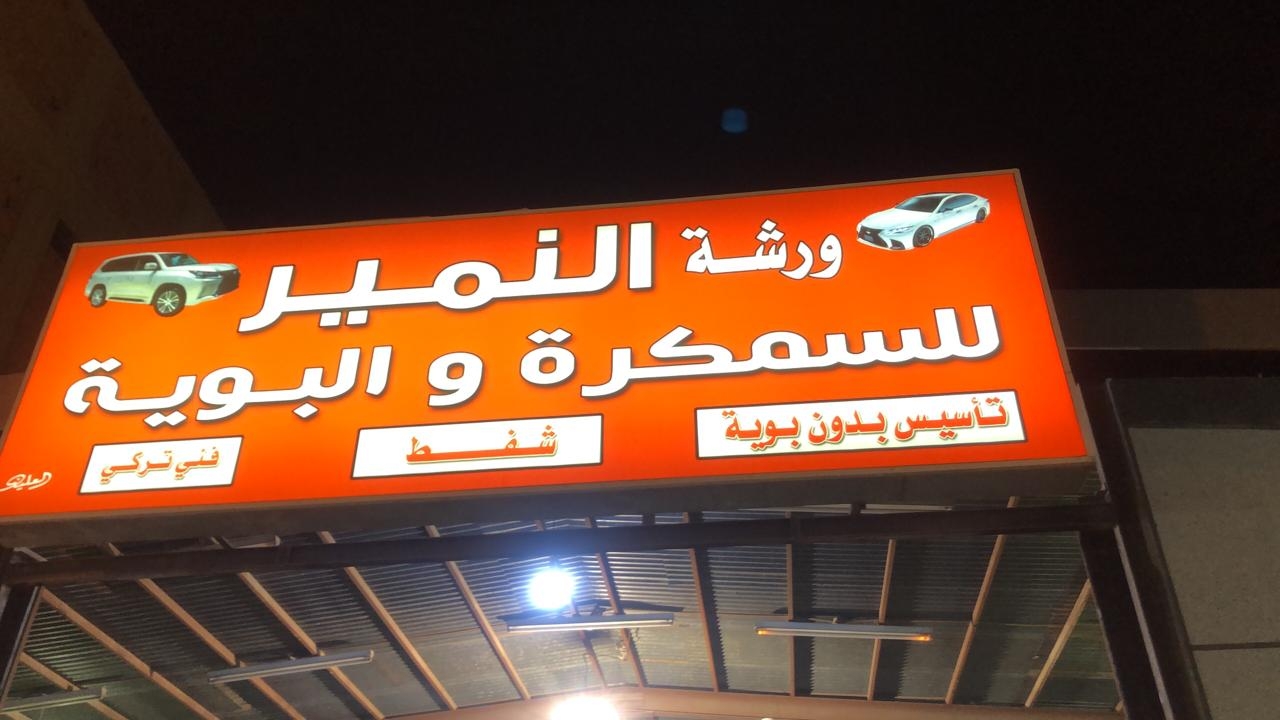 ورشة النمير
للسمكرة و البوية
تأسيس بدون بوية شفط فني تركي